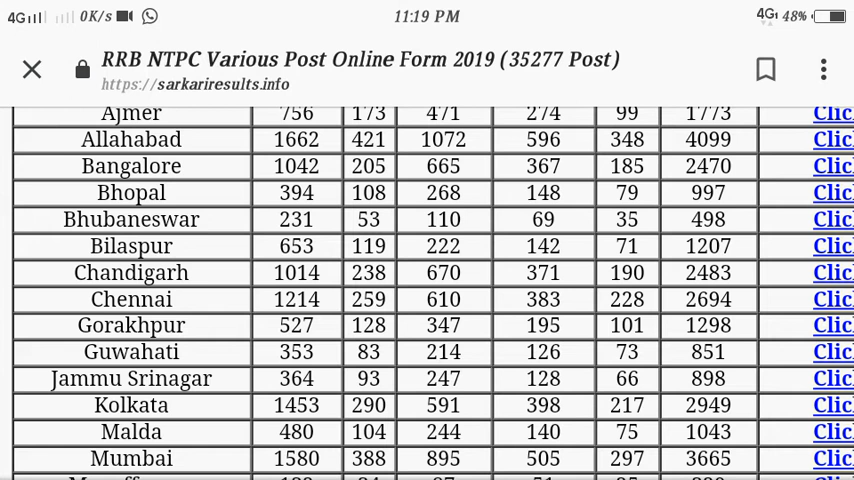 4G 0K/s 11:19 PM 4G 48%
RRB NTPC Various Post Online Form 2019 (35277 Post)
https://sarkariresults.info
Ajmer 756 173 471 274 99 1773 Clic
Allahabad 1662 421 1072 596 348 4099 Clic
Bangalore 1042 205 665 367 185 2470 Clic
Bhopal 394 108 268 148 79 997 Clic
Bhubaneswar 231 53 110 69 35 498 Clic
Bilaspur 653 119 222 142 71 1207 Clic
Chandigarh 1014 238 670 371 190 2483 Clic
Chennai 1214 259 610 383 228 2694 Clic
Gorakhpur 527 128 347 195 101 1298 Clic
Guwahati 353 83 214 126 73 851 Clic
Jammu Srinagar 364 93 247 128 66 898 Clic
Kolkata 1453 290 591 398 217 2949 Clic
Malda 480 104 244 140 75 1043 Clic
Mumbai 1580 388 895 505 297 3665 Clic